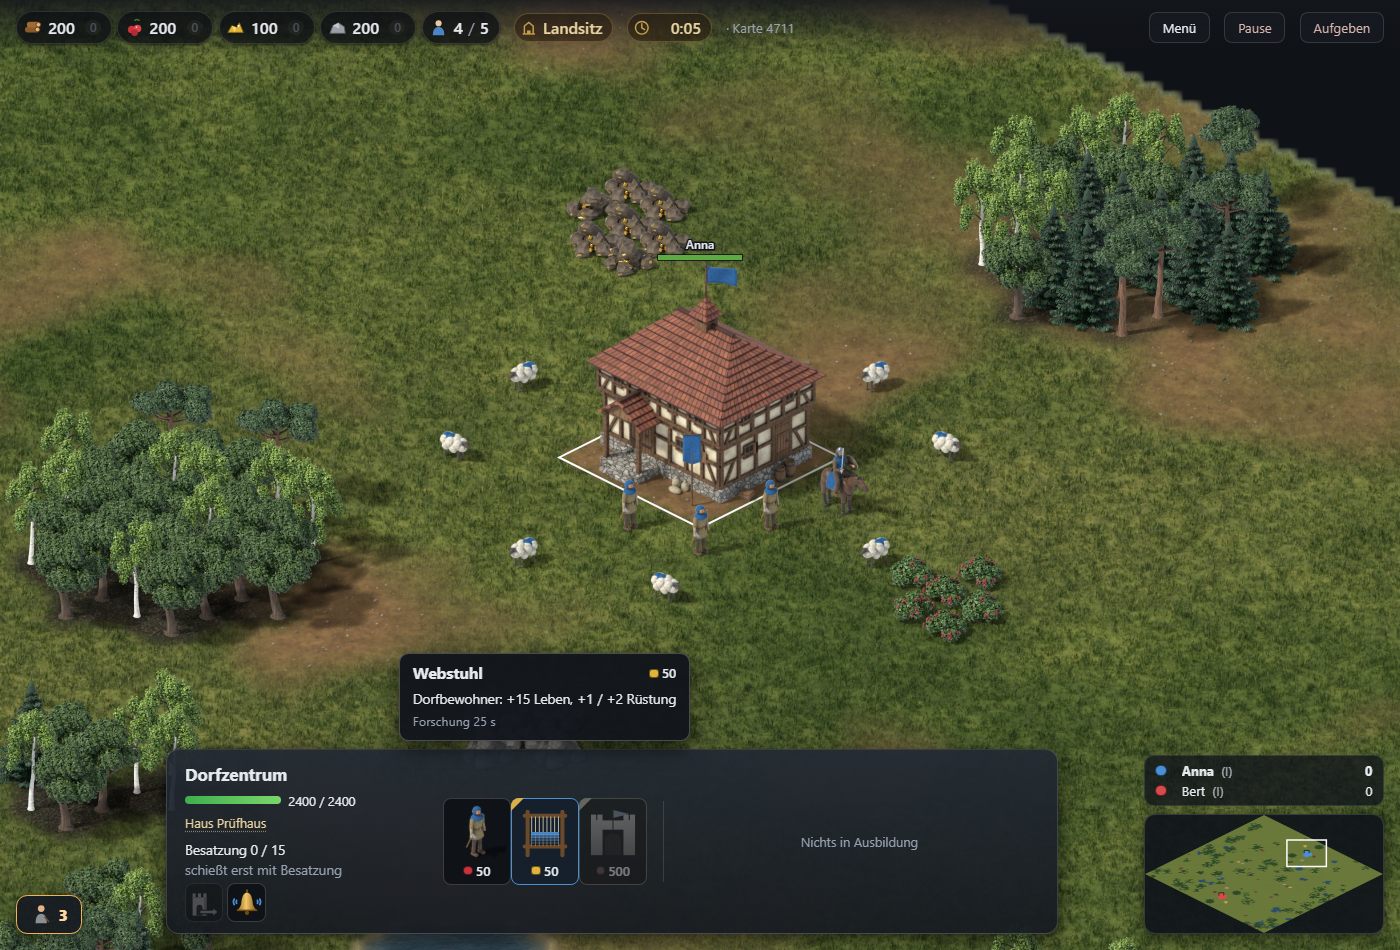 200 0 200 0 100 0 200 0 4 / 5 Landsitz 0:05 · Karte 4711 Menü Pause Aufgeben
Anna
Webstuhl 50
Dorfbewohner: +15 Leben, +1 / +2 Rüstung
Forschung 25 s
Dorfzentrum
2400 / 2400
Haus Prüfhaus
Besatzung 0 / 15
schießt erst mit Besatzung
50 50 500
Nichts in Ausbildung
3
Anna (I) 0
Bert (I) 0